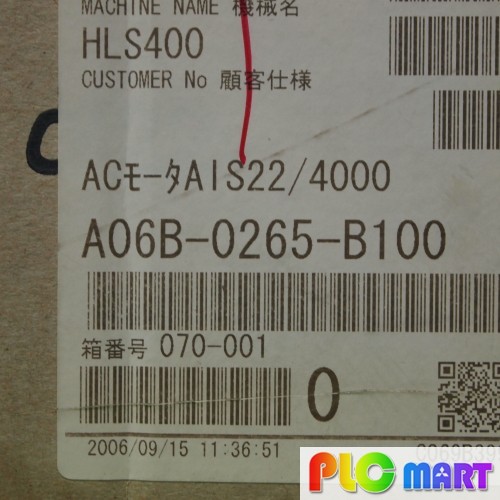 MACHINE NAME 機械名
HLS400
CUSTOMER No 顧客仕様
ACモータAIS22/4000
A06B-0265-B100
箱番号 070-001
0
2006/09/15 11:36:51
PLC MART